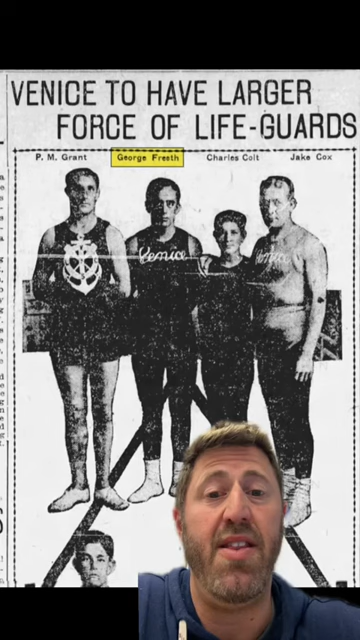 VENICE TO HAVE LARGER
FORCE OF LIFE-GUARDS
P. M. Grant George Fresth Charles Colt Jake Cox
Venice
Venice